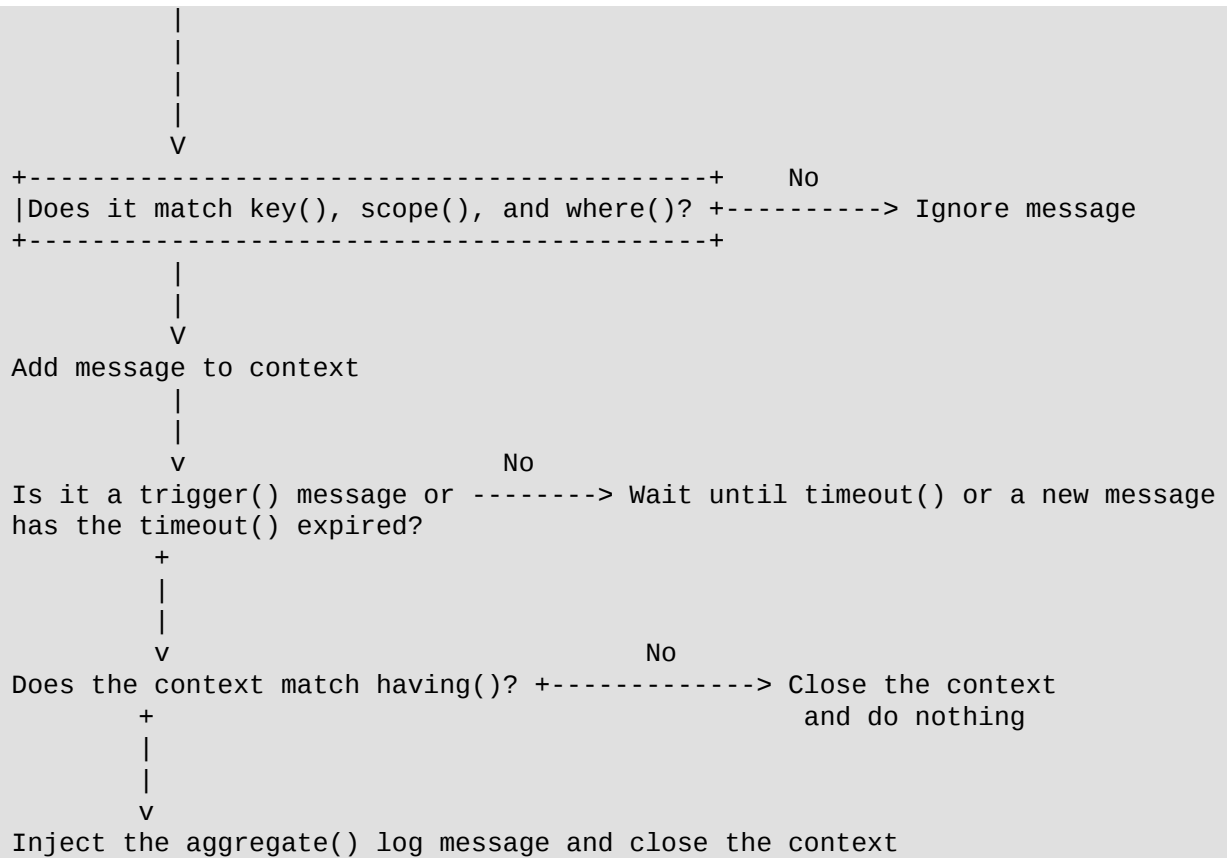 |
|
|
|
V
+-------------------------------------------+    No
|Does it match key(), scope(), and where()? +----------> Ignore message
+-------------------------------------------+
|
|
V
Add message to context
|
|
v                    No
Is it a trigger() message or --------> Wait until timeout() or a new message
has the timeout() expired?
+
|
|
v                              No
Does the context match having()? +-------------> Close the context
+                                         and do nothing
|
|
v
Inject the aggregate() log message and close the context